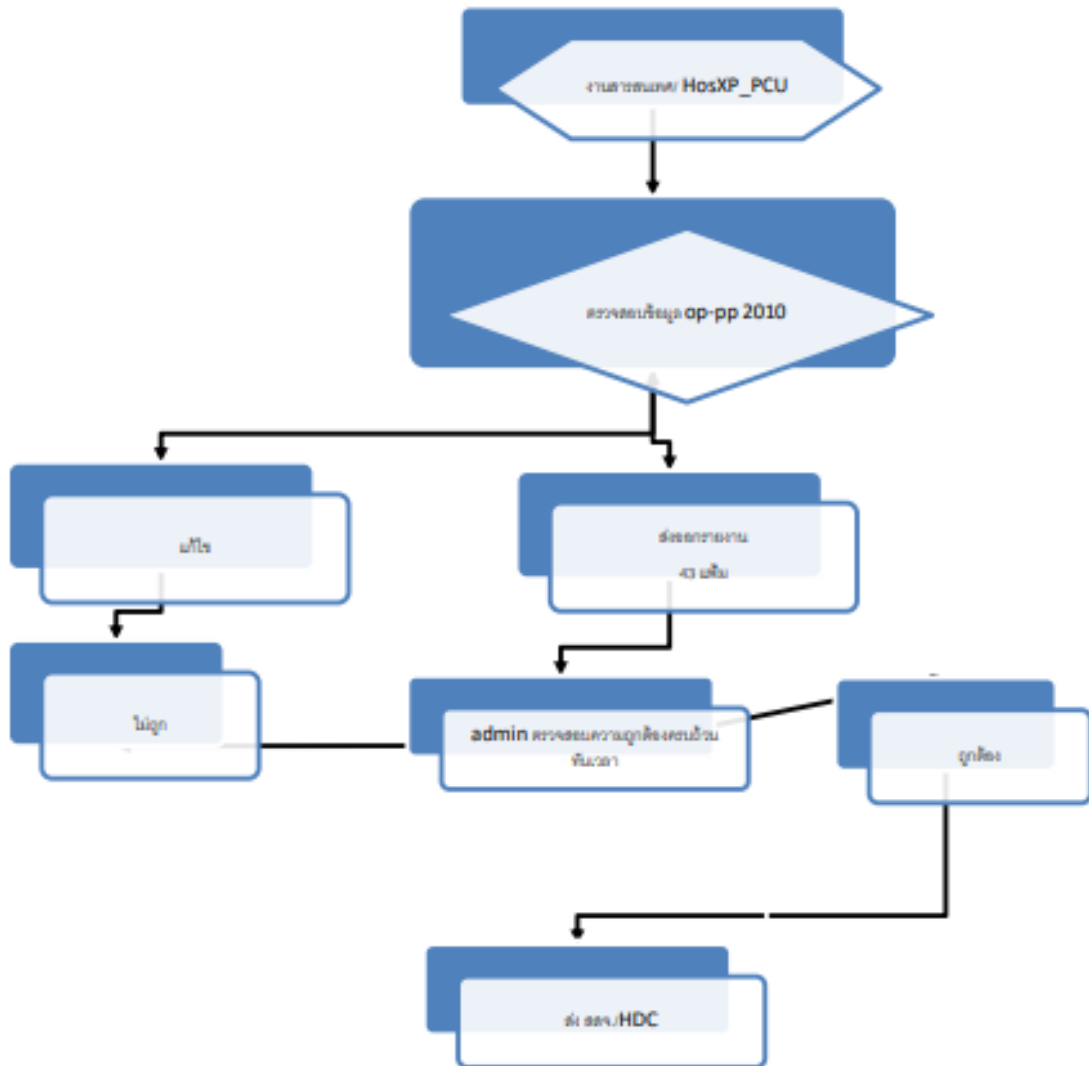 งานสารสนเทศ/ HosXP_PCU
ตรวจสอบข้อมูล op-pp 2010
แก้ไข
ส่งออกรายงาน
43 แฟ้ม
ไม่ถูก
admin ตรวจสอบความถูกต้องครบถ้วน
ทันเวลา
ถูกต้อง
ส่ง สสจ./HDC